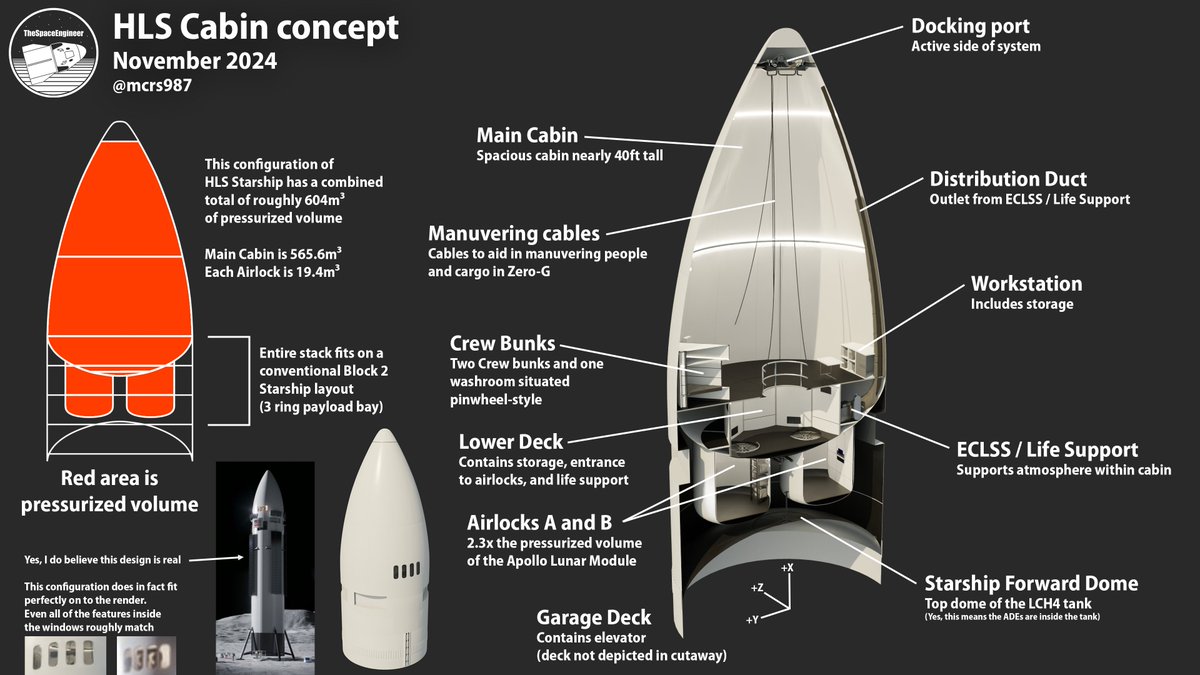 TheSpaceEngineer
HLS Cabin concept
November 2024
@mcrs987
This configuration of
HLS Starship has a combined
total of roughly 604m³
of pressurized volume
Main Cabin is 565.6m³
Each Airlock is 19.4m³
Entire stack fits on a
conventional Block 2
Starship layout
(3 ring payload bay)
Red area is
pressurized volume
Yes, I do believe this design is real
This configuration does in fact fit
perfectly on to the render.
Even all of the features inside
the windows roughly match
Docking port
Active side of system
Main Cabin
Spacious cabin nearly 40ft tall
Distribution Duct
Outlet from ECLSS / Life Support
Manuvering cables
Cables to aid in manuvering people
and cargo in Zero-G
Workstation
Includes storage
Crew Bunks
Two Crew bunks and one
washroom situated
pinwheel-style
Lower Deck
Contains storage, entrance
to airlocks, and life support
ECLSS / Life Support
Supports atmosphere within cabin
Airlocks A and B
2.3x the pressurized volume
of the Apollo Lunar Module
Starship Forward Dome
Top dome of the LCH4 tank
(Yes, this means the ADEs are inside the tank)
+X
+Z
+Y
Garage Deck
Contains elevator
(deck not depicted in cutaway)